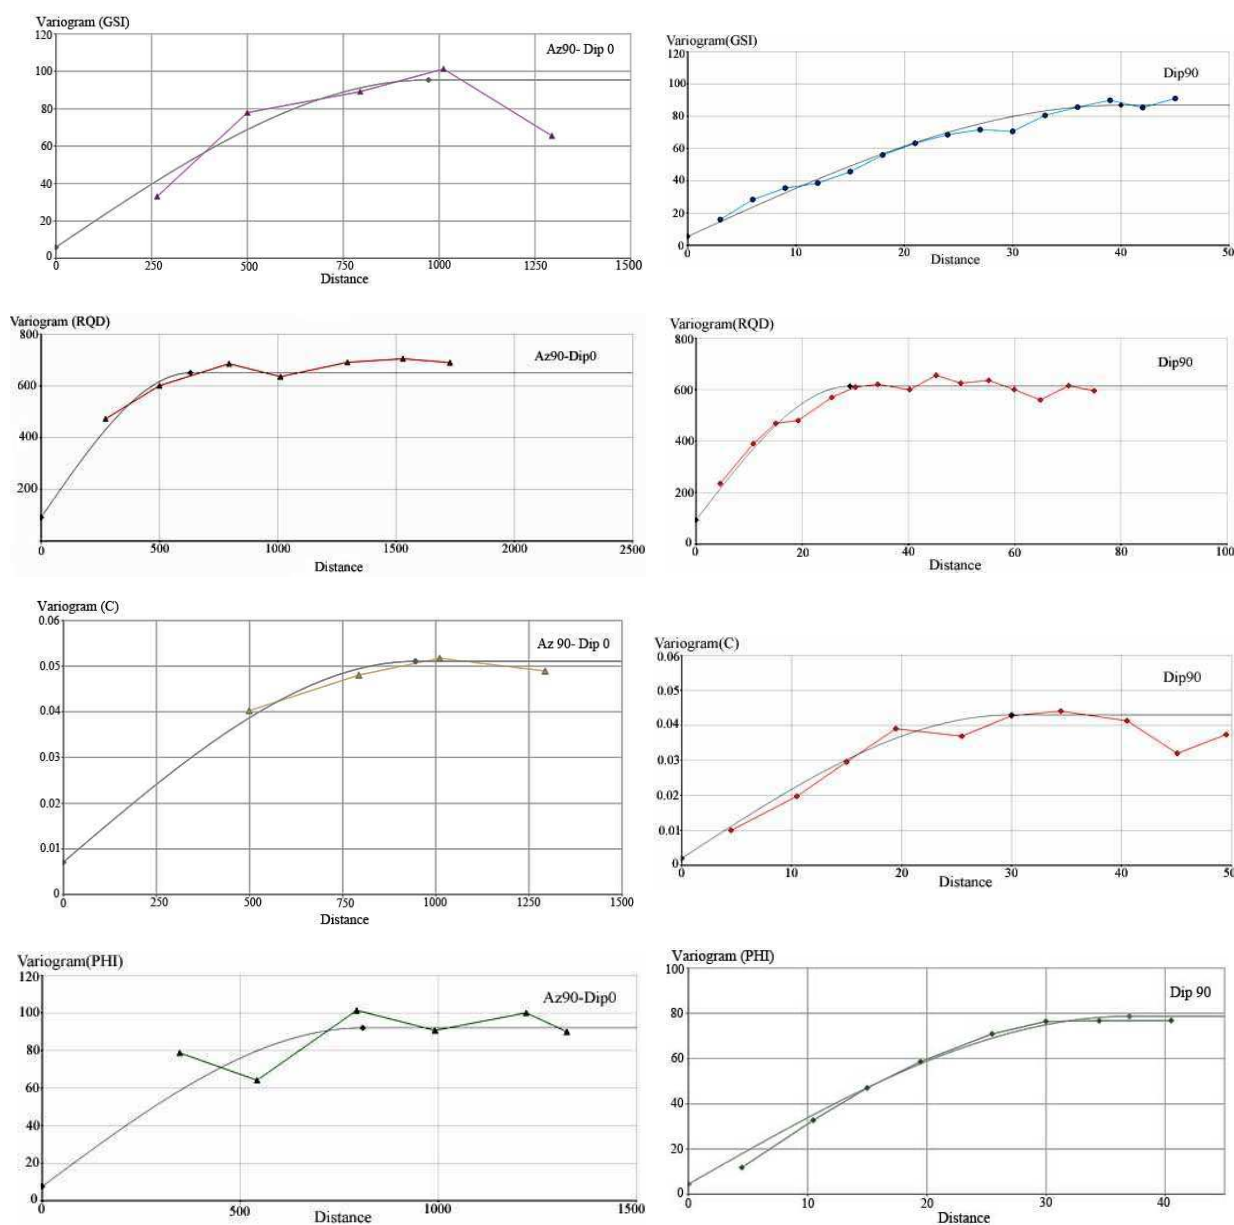 Variogram (GSI)
120
Az90- Dip 0
100
80
60
40
20
0
0 250 500 750 1000 1250 1500
Distance
Variogram(GSI)
120
Dip90
100
80
60
40
20
0
10 20 30 40 50
Distance
Variogram (RQD)
800
Az90-Dip0
600
400
200
0 500 1000 1500 2000 2500
Distance
Variogram(RQD)
800
Dip90
600
400
200
0
0 20 40 60 80 100
Distance
Variogram (C)
0.06
Az 90- Dip 0
0.05
0.04
0.03
0.02
0.01
0
0 250 500 750 1000 1250 1500
Distance
Variogram(C)
0.06
Dip90
0.05
0.04
0.03
0.02
0.01
0
0 10 20 30 40 50
Distance
Variogram(PHI)
120
Az90-Dip0
100
80
60
40
20
0
0 500 1000 1500
Distance
Variogram (PHI)
100
Dip 90
80
60
40
20
0
0 10 20 30 40
Distance